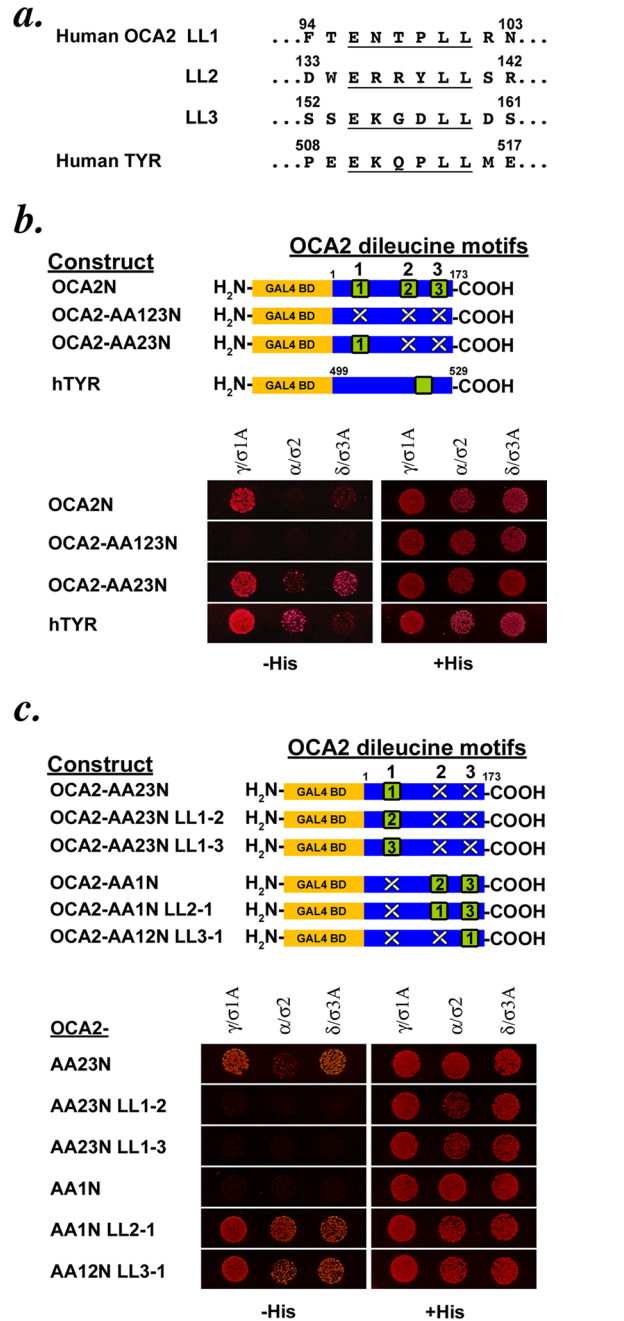 a.
94 103
Human OCA2 LL1 ...F T E N T P L L R N...
133 142
LL2 ...D W E R R Y L L S R...
152 161
LL3 ...S S E K G D L L D S...
508 517
Human TYR ...P E E K Q P L L M E...
b.
Construct OCA2 dileucine motifs
1 1 2 3 173
OCA2N H2N- GAL4 BD 1 2 3 -COOH
OCA2-AA123N H2N- GAL4 BD -COOH
OCA2-AA23N H2N- GAL4 BD 1 -COOH
499 529
hTYR H2N- GAL4 BD -COOH
γ/σ1A α/σ2 δ/σ3A γ/σ1A α/σ2 δ/σ3A
OCA2N
OCA2-AA123N
OCA2-AA23N
hTYR
-His +His
c.
Construct OCA2 dileucine motifs
1 1 2 3 173
OCA2-AA23N H2N- GAL4 BD 1 -COOH
OCA2-AA23N LL1-2 H2N- GAL4 BD 2 -COOH
OCA2-AA23N LL1-3 H2N- GAL4 BD 3 -COOH
OCA2-AA1N H2N- GAL4 BD 2 3 -COOH
OCA2-AA1N LL2-1 H2N- GAL4 BD 1 3 -COOH
OCA2-AA12N LL3-1 H2N- GAL4 BD 1 -COOH
γ/σ1A α/σ2 δ/σ3A γ/σ1A α/σ2 δ/σ3A
OCA2-
AA23N
AA23N LL1-2
AA23N LL1-3
AA1N
AA1N LL2-1
AA12N LL3-1
-His +His